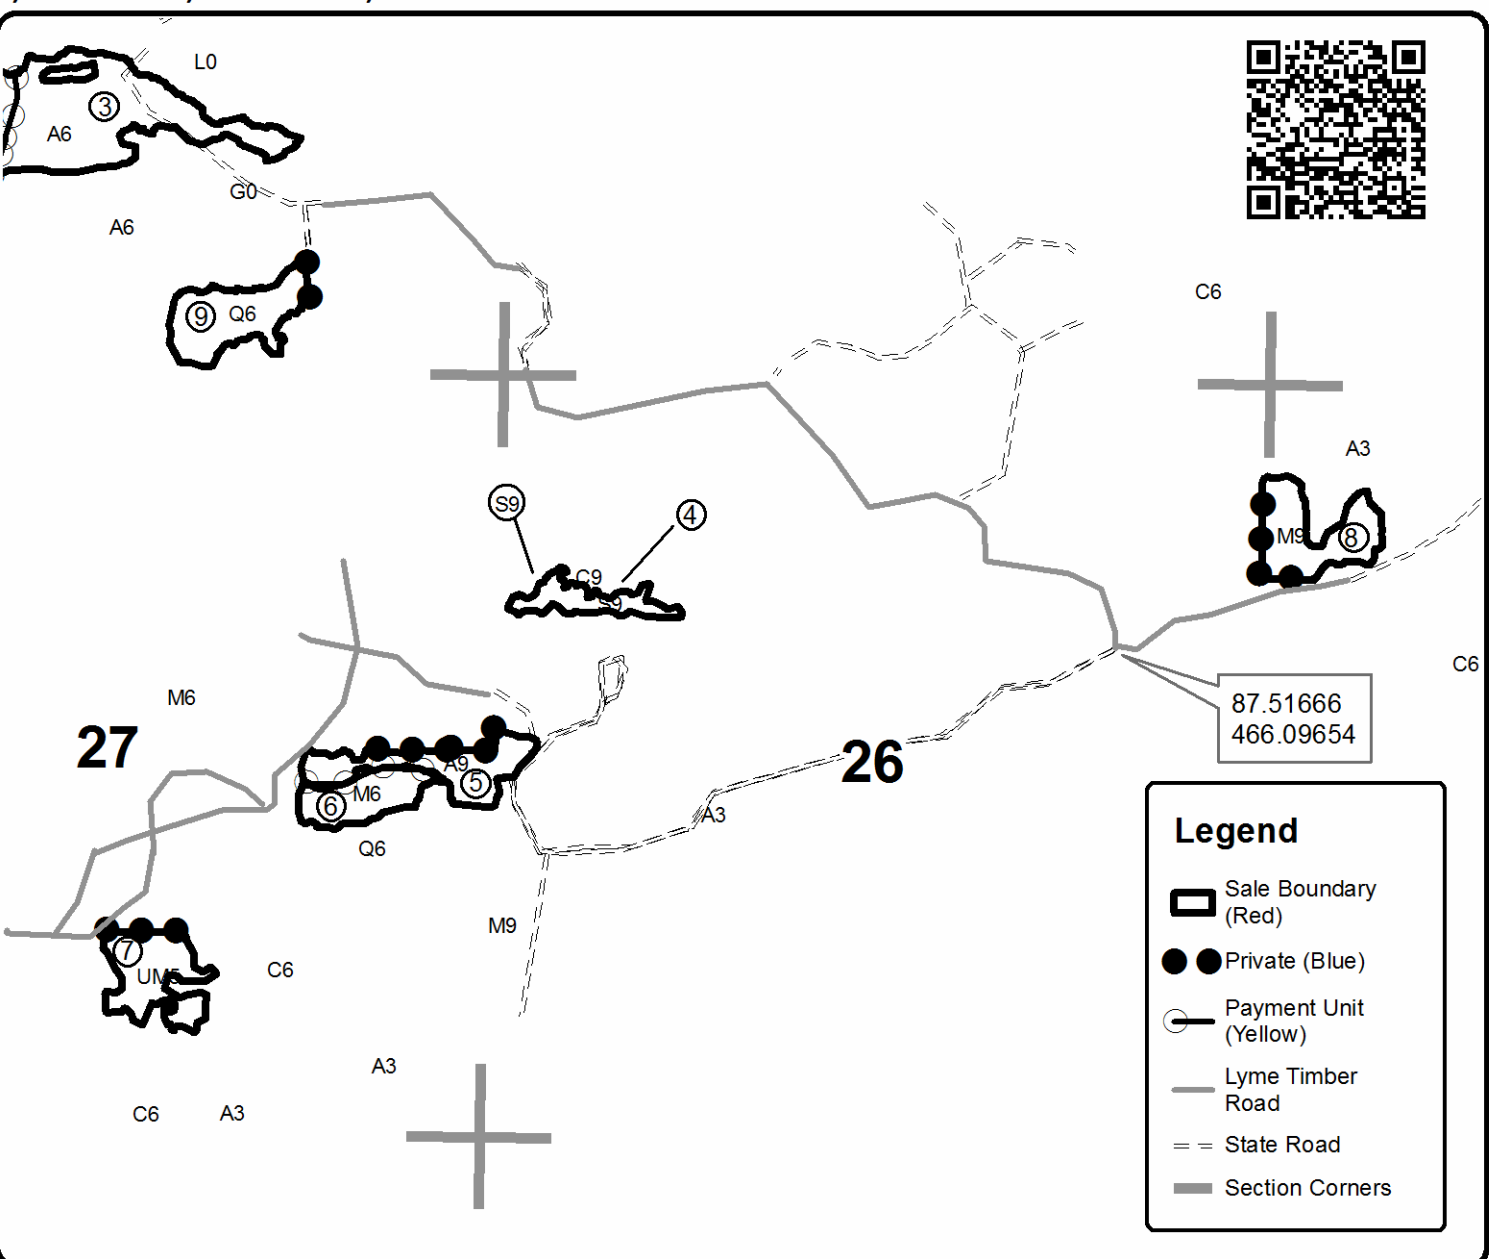 L0
3
A6
G0
A6
9
Q6
C6
A3
S9
4
M9
8
C9
S9
C6
M6
87.51666
466.09654
27
26
A9
5
6
M6
A3
Q6
M9
7
UM5
C6
A3
C6
A3
Legend
Sale Boundary
(Red)
Private (Blue)
Payment Unit
(Yellow)
Lyme Timber
Road
State Road
Section Corners